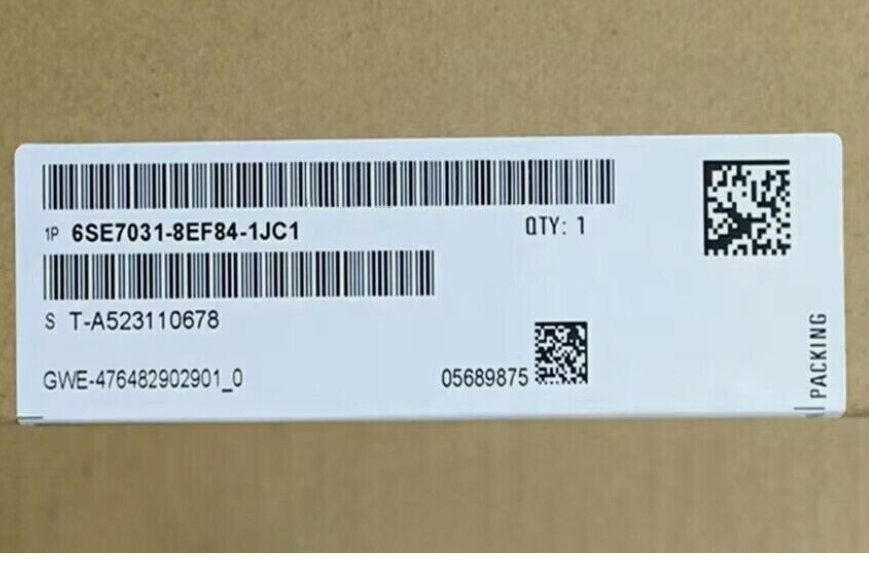 1P 6SE7031-8EF84-1JC1 QTY: 1
S T-A523110678
GWE-476482902901_0 05689875
PACKING